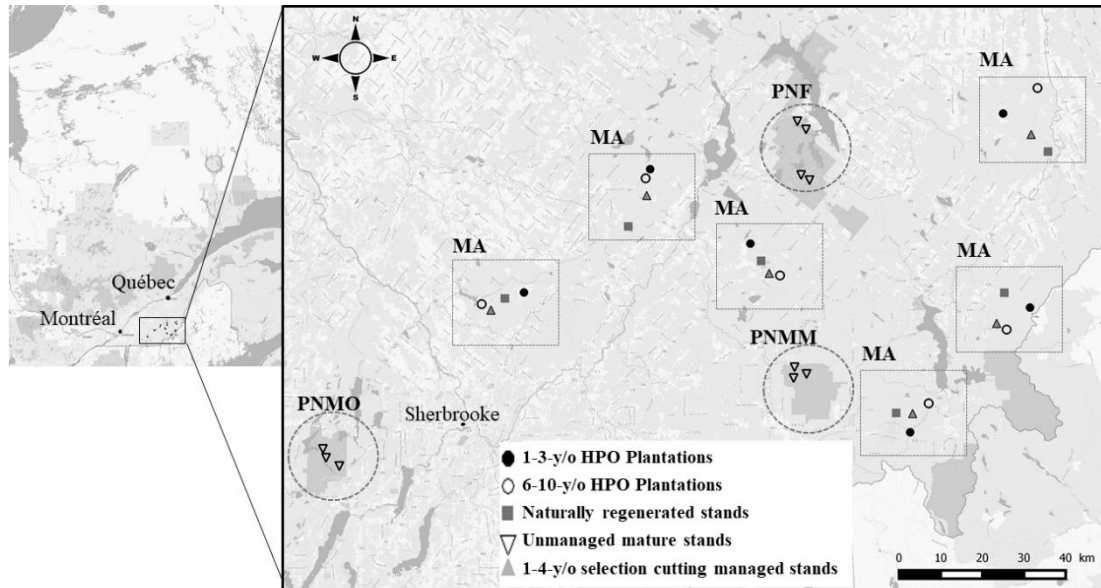 N
W E
S
MA
PNF
MA
MA
MA
MA
Québec
Montréal
PNMM
MA
PNMO
Sherbrooke
1-3-y/o HPO Plantations
6-10-y/o HPO Plantations
Naturally regenerated stands
Unmanaged mature stands
1-4-y/o selection cutting managed stands
0 10 20 30 40 km